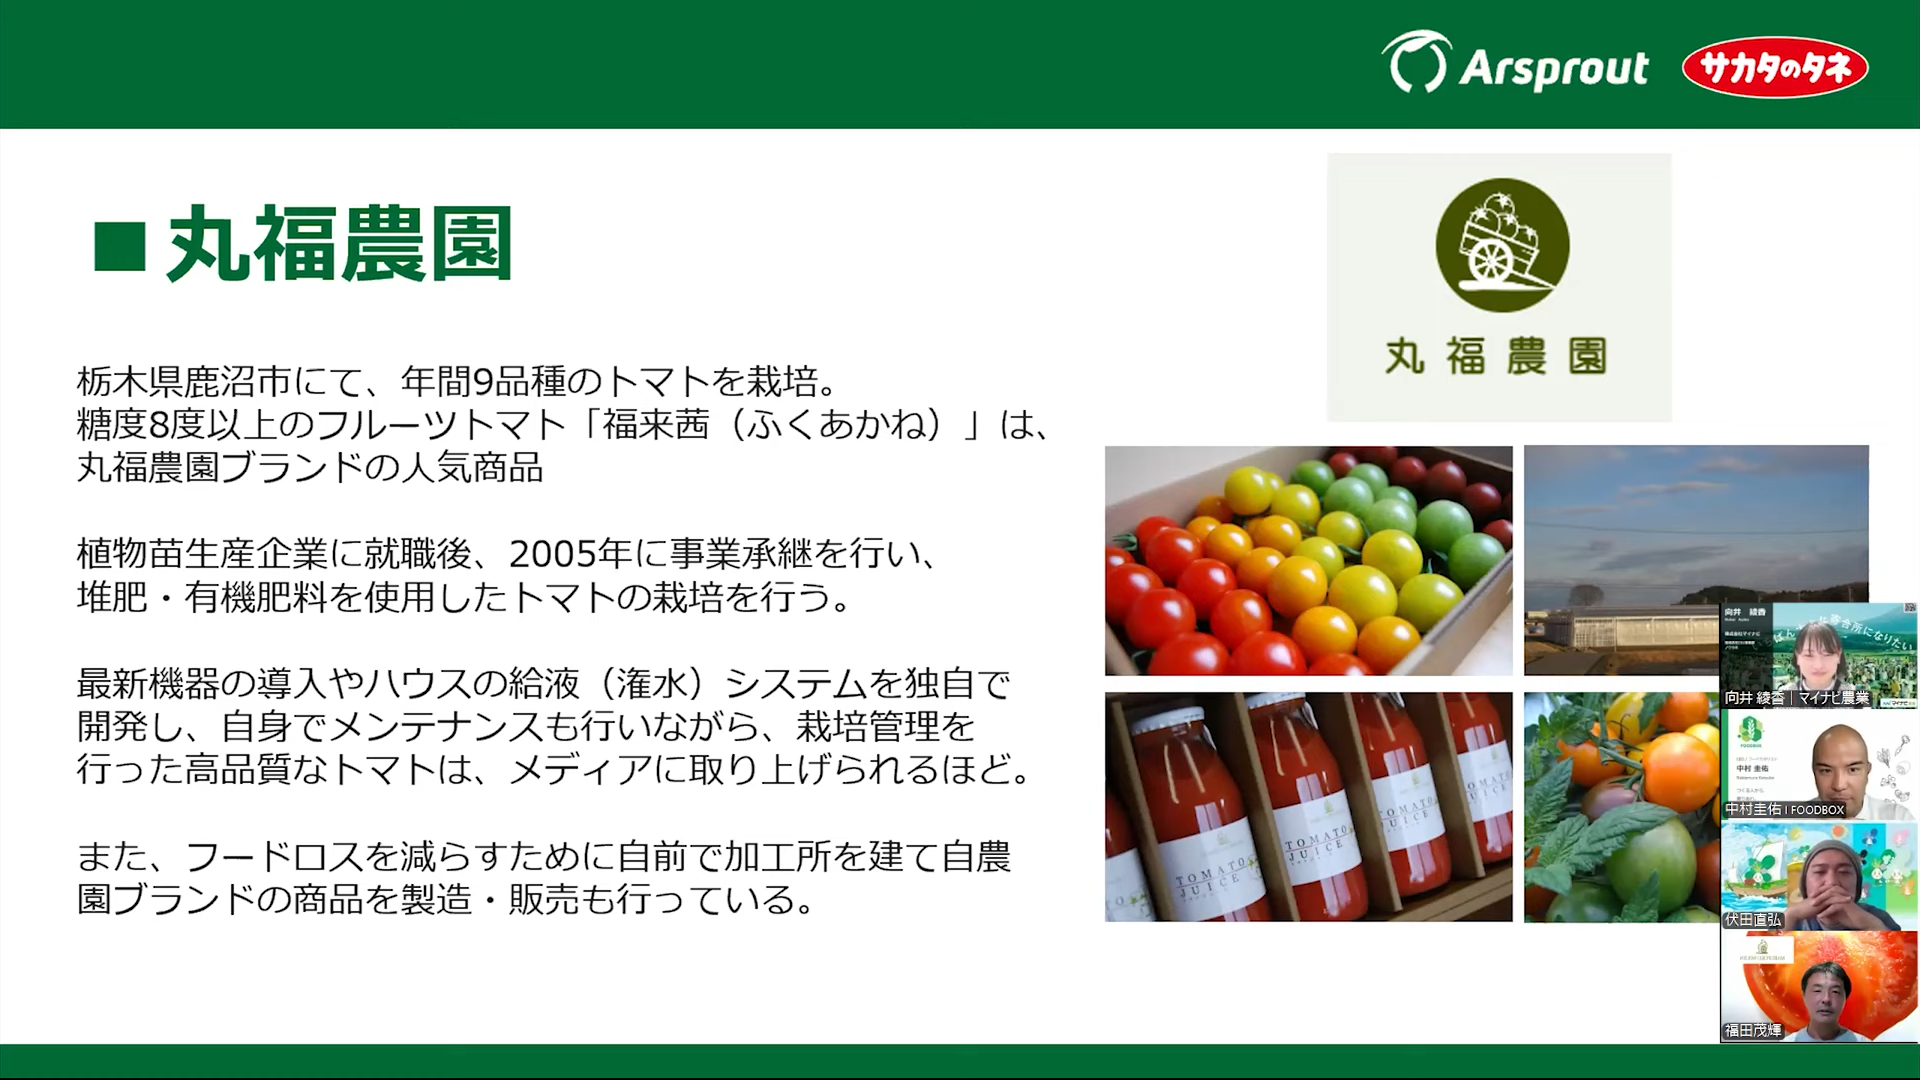 Arsprout
サカタのタネ
■丸福農園
丸福農園
栃木県鹿沼市にて、年間9品種のトマトを栽培。
糖度8度以上のフルーツトマト「福来茜（ふくあかね）」は、
丸福農園ブランドの人気商品
植物苗生産企業に就職後、2005年に事業承継を行い、
堆肥・有機肥料を使用したトマトの栽培を行う。
最新機器の導入やハウスの給液（潅水）システムを独自で
開発し、自身でメンテナンスも行いながら、栽培管理を
行った高品質なトマトは、メディアに取り上げられるほど。
また、フードロスを減らすために自前で加工所を建て自農
園ブランドの商品を製造・販売も行っている。
TOMATO
JUICE
TOMATO
JUICE
TOMATO
JUICE
向井 綾香
向井 綾香｜マイナビ農業
FOODBOX
中村 圭佑
中村圭佑 I FOODBOX
伏田直弘
福田茂輝